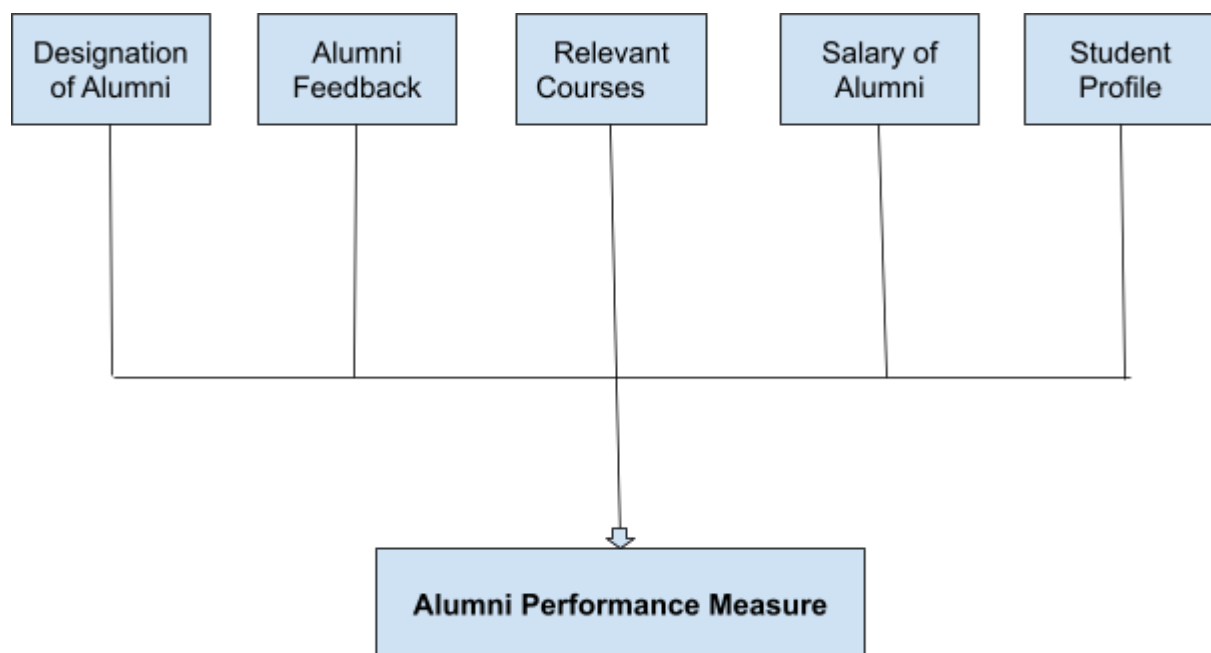 Designation
of Alumni
Alumni
Feedback
Relevant
Courses
Salary of
Alumni
Student
Profile
Alumni Performance Measure